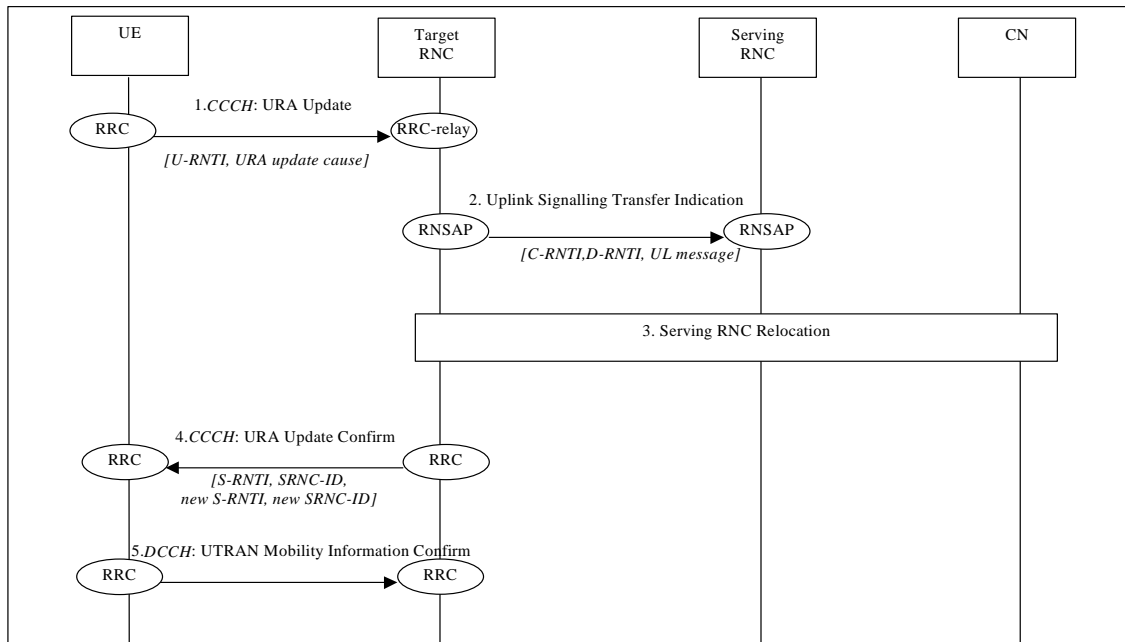 UE
Target
RNC
Serving
RNC
CN
1.CCCH: URA Update
RRC
RRC-relay
[U-RNTI, URA update cause]
2. Uplink Signalling Transfer Indication
RNSAP
RNSAP
[C-RNTI,D-RNTI, UL message]
3. Serving RNC Relocation
4.CCCH: URA Update Confirm
RRC
RRC
[S-RNTI, SRNC-ID,
new S-RNTI, new SRNC-ID]
5.DCCH: UTRAN Mobility Information Confirm
RRC
RRC